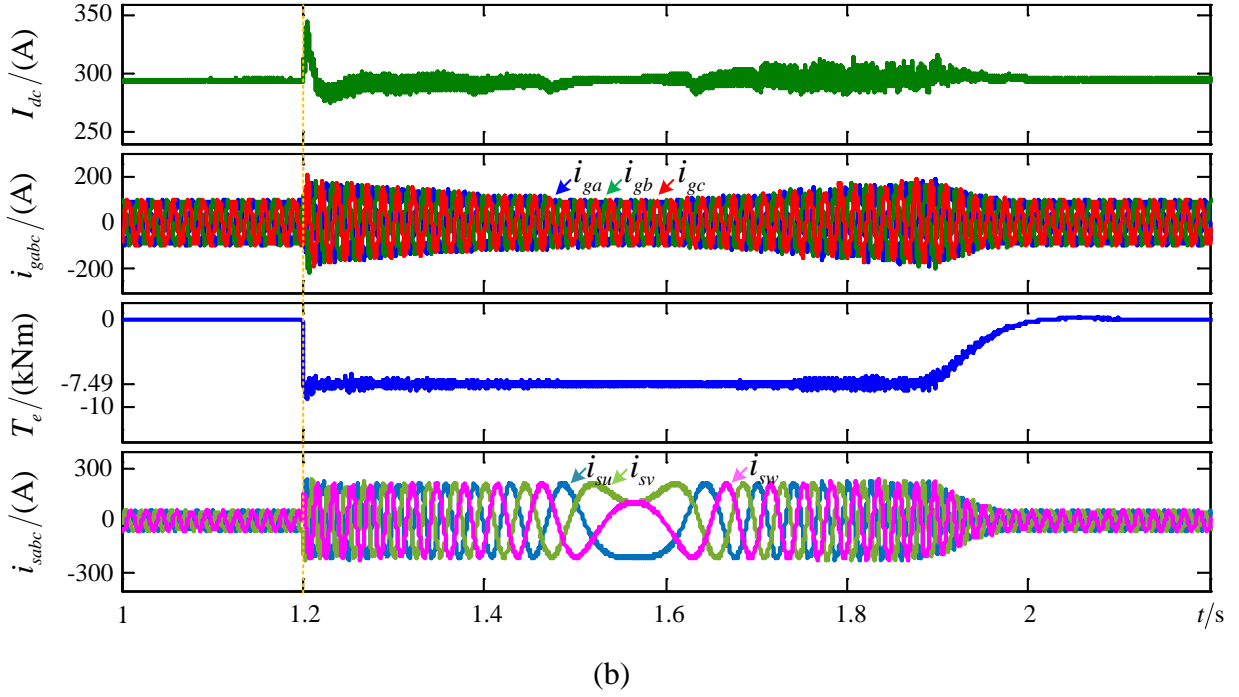 350
300
250
I_dc/(A)
i_ga i_gb i_gc
200
0
-200
i_gabc/(A)
0
-7.49
-10
T_e/(kNm)
i_su i_sv i_sw
300
0
-300
i_sabc/(A)
1 1.2 1.4 1.6 1.8 2 t/s
(b)